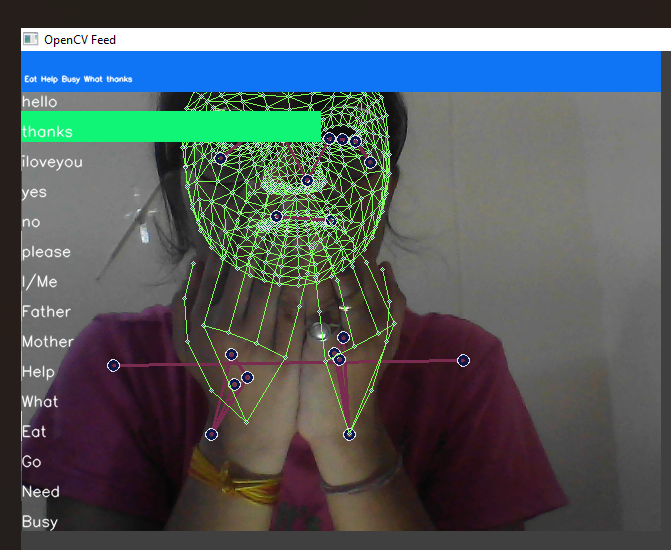 OpenCV Feed
Eat Help Busy What thanks
hello
thanks
iloveyou
yes
no
please
I/Me
Father
Mother
Help
What
Eat
Go
Need
Busy